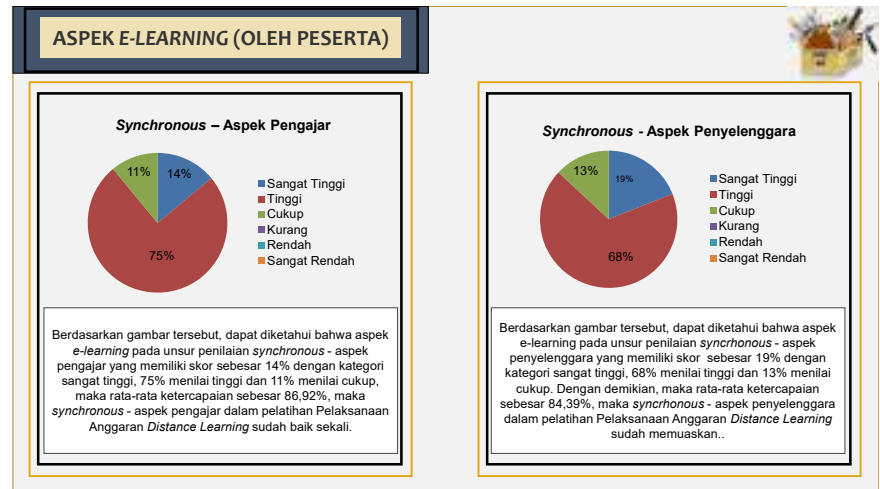 ASPEK E-LEARNING (OLEH PESERTA)
Synchronous – Aspek Pengajar
11%
14%
75%
Sangat Tinggi
Tinggi
Cukup
Kurang
Rendah
Sangat Rendah
Berdasarkan gambar tersebut, dapat diketahui bahwa aspek
e-learning pada unsur penilaian synchronous - aspek
pengajar yang memiliki skor sebesar 14% dengan kategori
sangat tinggi, 75% menilai tinggi dan 11% menilai cukup,
maka rata-rata ketercapaian sebesar 86,92%, maka
synchronous - aspek pengajar dalam pelatihan Pelaksanaan
Anggaran Distance Learning sudah baik sekali.
Synchronous - Aspek Penyelenggara
13%
19%
68%
Sangat Tinggi
Tinggi
Cukup
Kurang
Rendah
Sangat Rendah
Berdasarkan gambar tersebut, dapat diketahui bahwa aspek
e-learning pada unsur penilaian syncrhonous - aspek
penyelenggara yang memiliki skor sebesar 19% dengan
kategori sangat tinggi, 68% menilai tinggi dan 13% menilai
cukup. Dengan demikian, maka rata-rata ketercapaian
sebesar 84,39%, maka syncrhonous - aspek penyelenggara
dalam pelatihan Pelaksanaan Anggaran Distance Learning
sudah memuaskan..